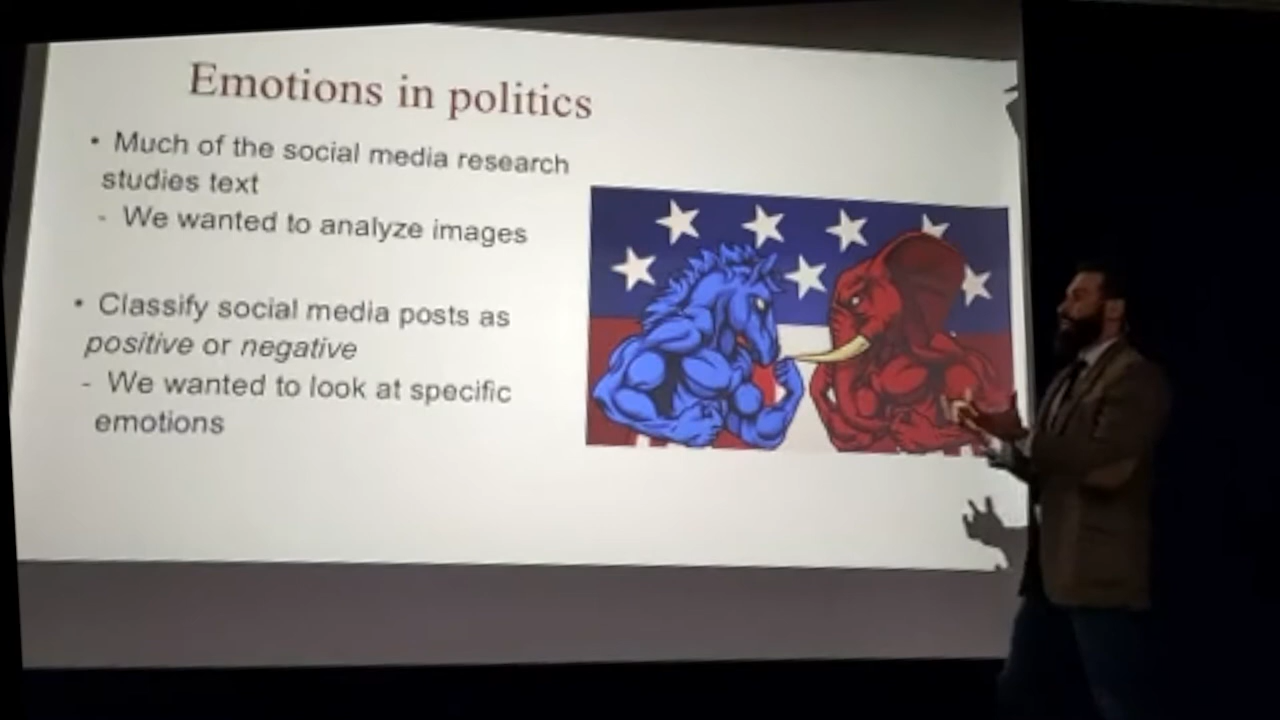 Emotions in politics
• Much of the social media research
studies text
- We wanted to analyze images
• Classify social media posts as
positive or negative
- We wanted to look at specific
emotions